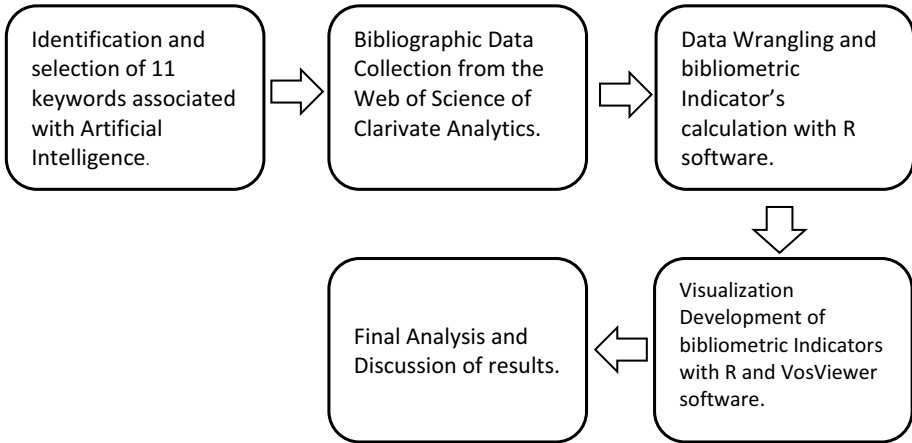 Identification and
selection of 11
keywords associated
with Artificial
Intelligence.
Bibliographic Data
Collection from the
Web of Science of
Clarivate Analytics.
Data Wrangling and
bibliometric
Indicator’s
calculation with R
software.
Visualization
Development of
bibliometric Indicators
with R and VosViewer
software.
Final Analysis and
Discussion of results.